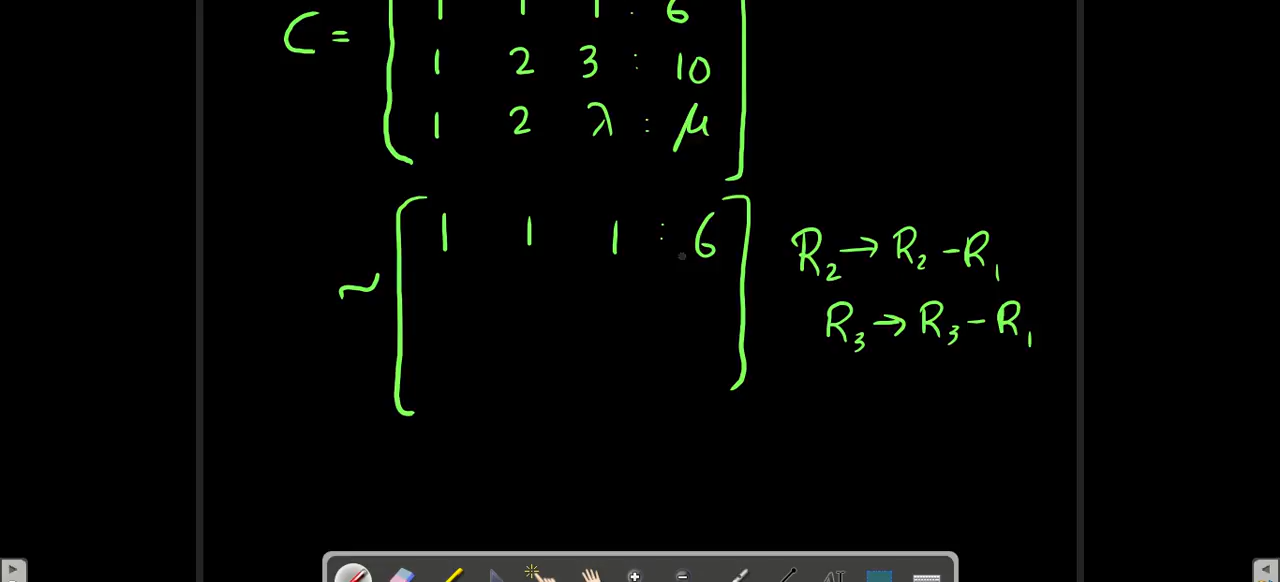 1 1 1 : 6
C = 1 2 3 : 10
1 2 λ : μ
~ 1 1 1 : 6
R₂ → R₂ - R₁
R₃ → R₃ - R₁